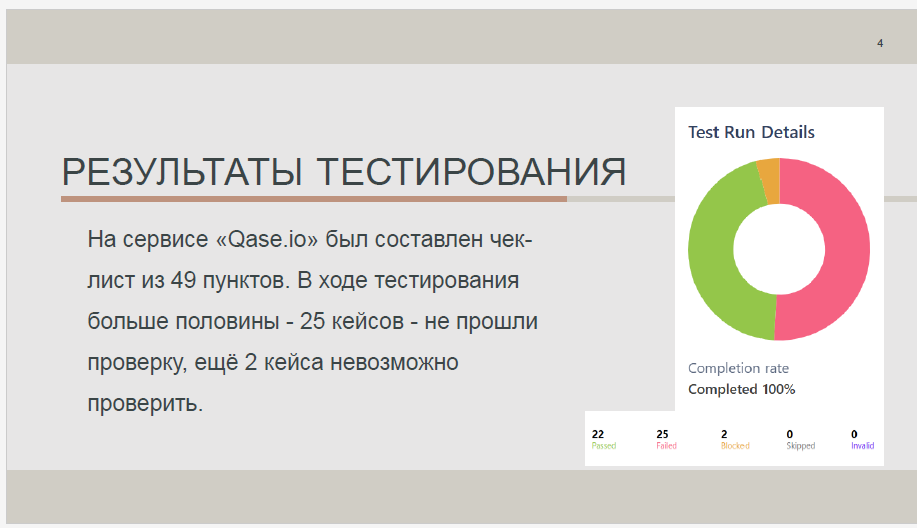 4
РЕЗУЛЬТАТЫ ТЕСТИРОВАНИЯ
На сервисе «Qase.io» был составлен чек-
лист из 49 пунктов. В ходе тестирования
больше половины - 25 кейсов - не прошли
проверку, ещё 2 кейса невозможно
проверить.
Test Run Details
Completion rate
Completed 100%
22 25 2 0 0
Passed Failed Blocked Skipped Invalid